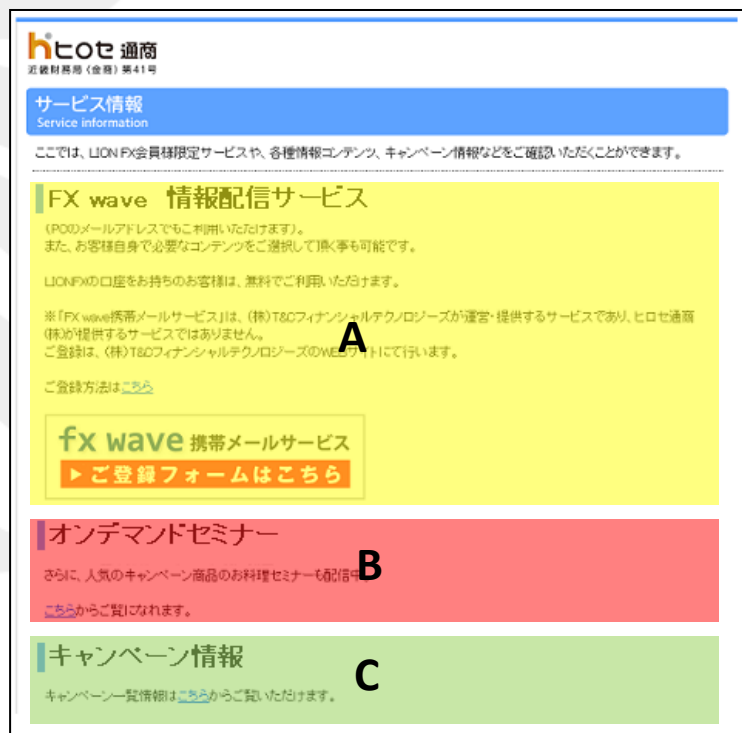 ヒロセ通商
近畿財務局(金商)第41号
サービス情報
Service information
ここでは、LION FX会員様限定サービスや、各種情報コンテンツ、キャンペーン情報などをご確認いただくことができます。
FX wave 情報配信サービス
(PCのメールアドレスでもご利用いただけます)。
また、お客様自身で必要なコンテンツをご選択して頂く事も可能です。
LIONFXの口座をお持ちのお客様は、無料でご利用いただけます。
※「FX wave携帯メールサービス」は、(株)T&Cフィナンシャルテクノロジーズが運営・提供するサービスであり、ヒロセ通商
(株)が提供するサービスではありません。
A
ご登録は、(株)T&CフィナンシャルテクノロジーズのWEBサイトにて行います。
ご登録方法はこちら
fx wave 携帯メールサービス
▶ご登録フォームはこちら
オンデマンドセミナー
B
さらに、人気のキャンペーン商品のお料理セミナーも配信中
こちらからご覧になれます。
キャンペーン情報
C
キャンペーン一覧情報はこちらからご覧いただけます。